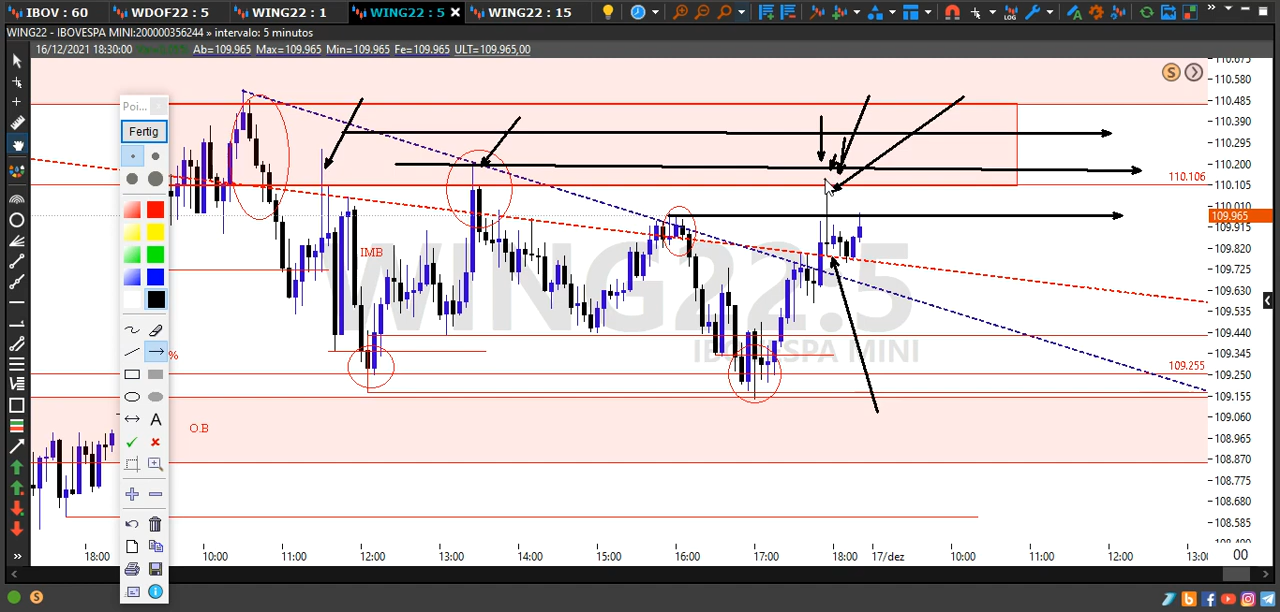 IBOV : 60
WDOF22 : 5
WING22 : 1
WING22 : 5
WING22 : 15
LOG
WING22 - IBOVESPA MINI:200000356244 » intervalo: 5 minutos
16/12/2021 18:30:00
Ab=109.965 Max=109.965 Min=109.965 Fe=109.965 ULT=109.965,00
Poi...
Fertig
A
%
IMB
O.B
WING22:5
IBOVESPA MINI
110.106
109.255
S
110.580
110.485
110.390
110.295
110.200
110.105
110.010
109.965
109.915
109.820
109.725
109.630
109.535
109.440
109.345
109.250
109.155
109.060
108.965
108.870
108.775
108.680
108.585
18:00
10:00
11:00
12:00
13:00
14:00
15:00
16:00
17:00
18:00
17/dez
10:00
11:00
12:00
00
S